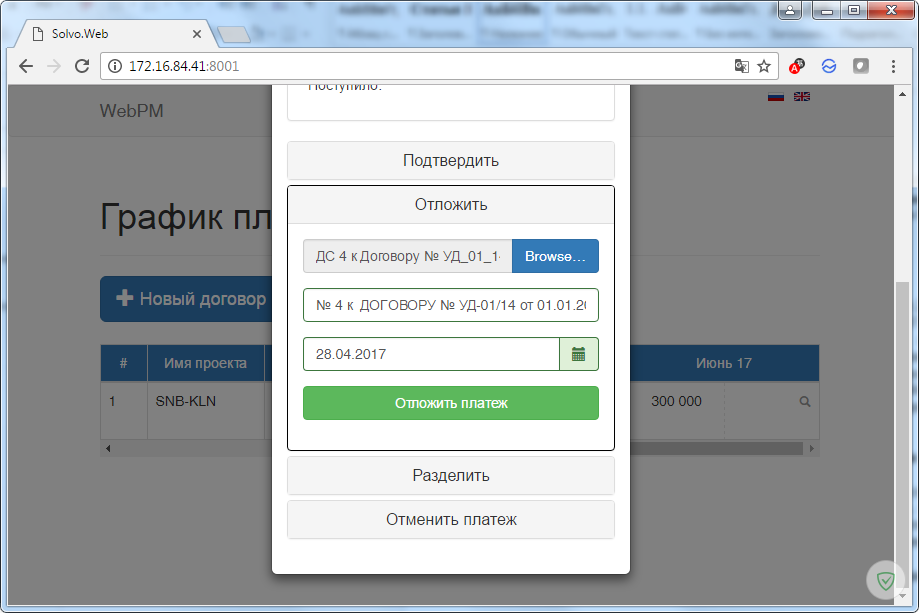 Solvo.Web
172.16.84.41:8001
WebPM
Поступило:
График пл
Новый договор
Подтвердить
Отложить
ДС 4 к Договору № УД_01_1
Browse…
№ 4 к ДОГОВОРУ № УД-01/14 от 01.01.20
28.04.2017
Отложить платеж
Разделить
Отменить платеж
# Имя проекта Июнь 17
1 SNB-KLN 300 000